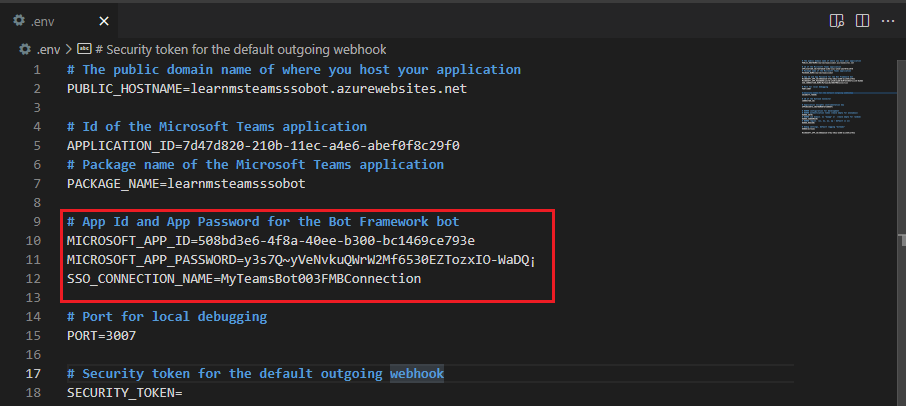 .env
.env > # Security token for the default outgoing webhook
1 # The public domain name of where you host your application
2 PUBLIC_HOSTNAME=learnmsteamsssobot.azurewebsites.net
3
4 # Id of the Microsoft Teams application
5 APPLICATION_ID=7d47d820-210b-11ec-a4e6-abef0f8c29f0
6 # Package name of the Microsoft Teams application
7 PACKAGE_NAME=learnmsteamsssobot
8
9 # App Id and App Password for the Bot Framework bot
10 MICROSOFT_APP_ID=508bd3e6-4f8a-40ee-b300-bc1469ce793e
11 MICROSOFT_APP_PASSWORD=y3s7Q~yVeNvkuQWrW2Mf6530EZTozxIO-WaDQ¡
12 SSO_CONNECTION_NAME=MyTeamsBot003FMBConnection
13
14 # Port for local debugging
15 PORT=3007
16
17 # Security token for the default outgoing webhook
18 SECURITY_TOKEN=